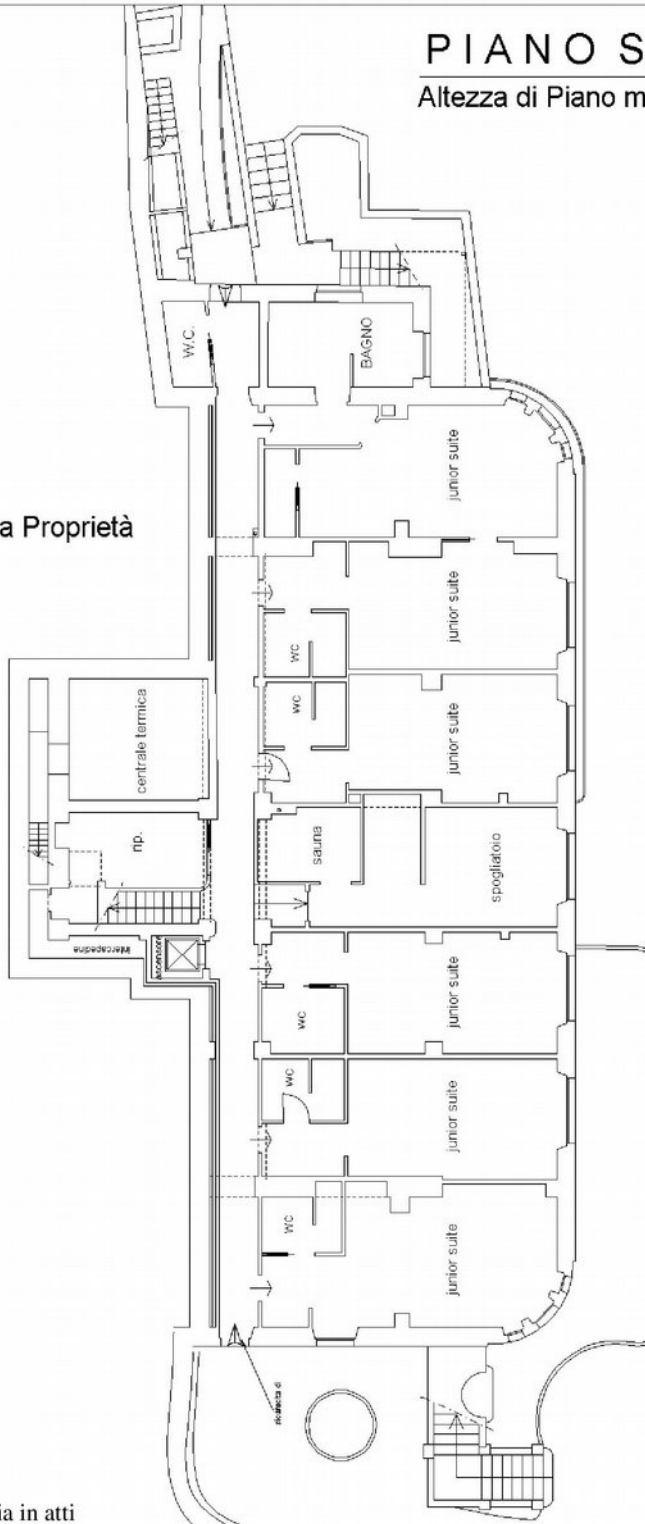 PIANO S
Altezza di Piano m
W.C.
BAGNO
junior suite
a Proprietà
junior suite
wc
centrale termica
wc
junior suite
rip.
sauna
spogliatoio
intercapedine
ascensore
junior suite
wc
wc
junior suite
wc
junior suite
ia in atti